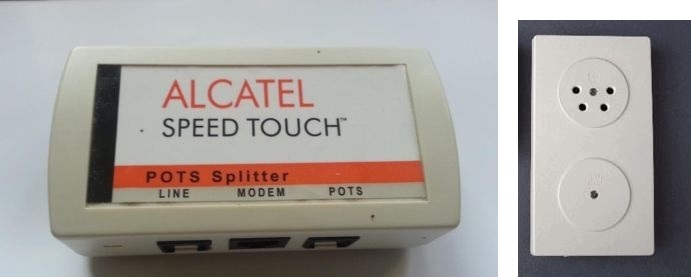 ALCATEL
SPEED TOUCH™
POTS Splitter
LINE MODEM POTS